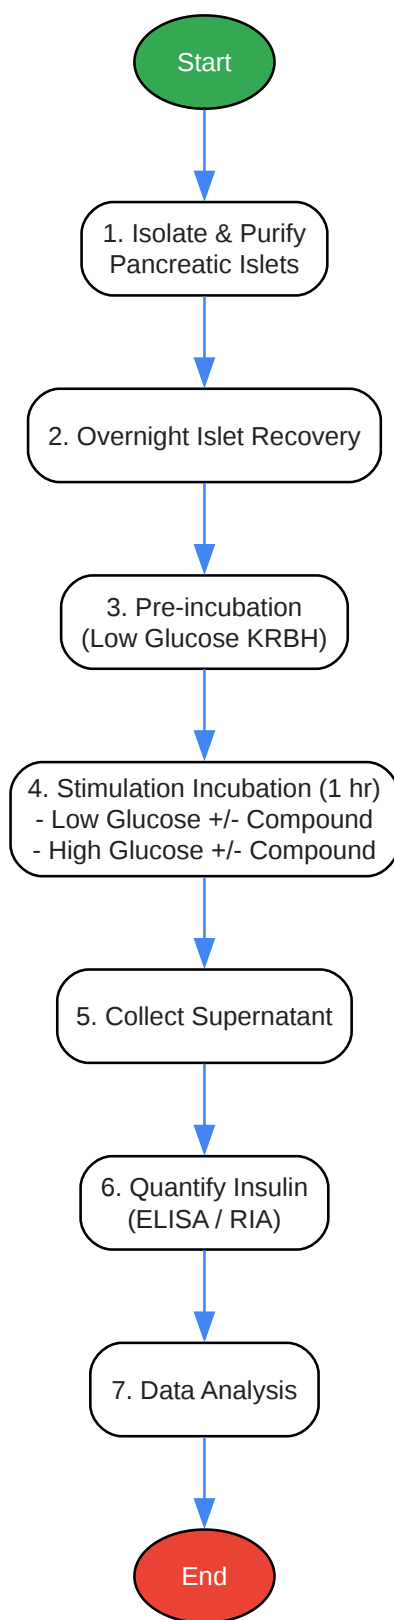 Start
1. Isolate & Purify
Pancreatic Islets
2. Overnight Islet Recovery
3. Pre-incubation
(Low Glucose KRBH)
4. Stimulation Incubation (1 hr)
- Low Glucose +/- Compound
- High Glucose +/- Compound
5. Collect Supernatant
6. Quantify Insulin
(ELISA / RIA)
7. Data Analysis
End